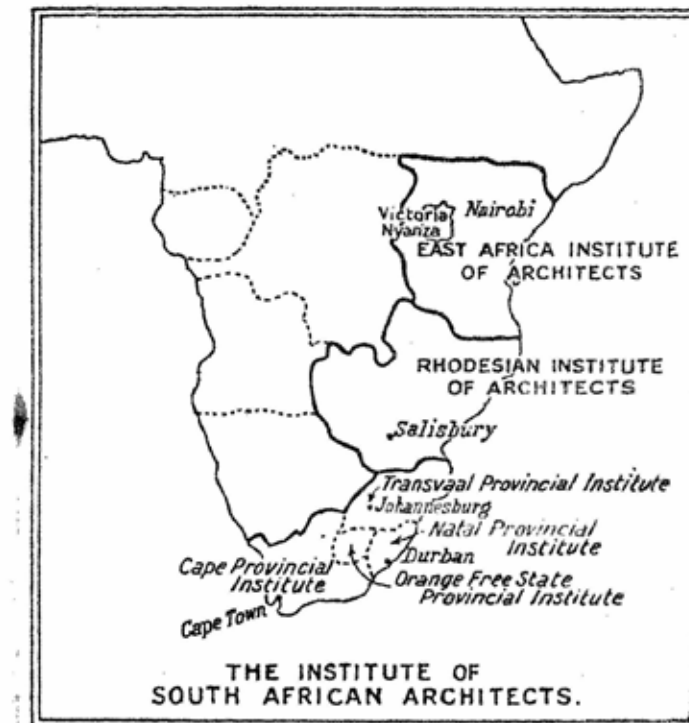 Victoria
Nyanza
Nairobi
EAST AFRICA INSTITUTE
OF ARCHITECTS
RHODESIAN INSTITUTE
OF ARCHITECTS
Salisbury
Transvaal Provincial Institute
Johannesburg
Natal Provincial
Institute
Durban
Cape Provincial
Institute
Orange Free State
Provincial Institute
Cape Town
THE INSTITUTE OF
SOUTH AFRICAN ARCHITECTS.